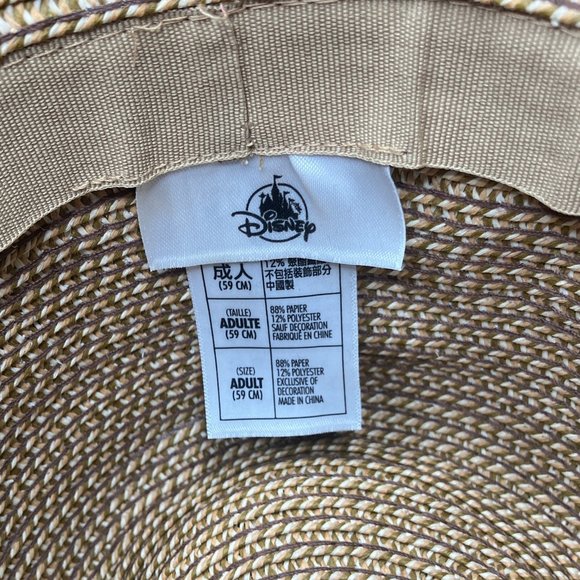 Disney
成人
(59 CM)
12% 聚酯纖維
不包括裝飾部分
中國製
(TAILLE)
ADULTE
(59 CM)
88% PAPIER
12% POLYESTER
SAUF DECORATION
FABRIQUÉ EN CHINE
(SIZE)
ADULT
(59 CM)
88% PAPER
12% POLYESTER
EXCLUSIVE OF
DECORATION
MADE IN CHINA